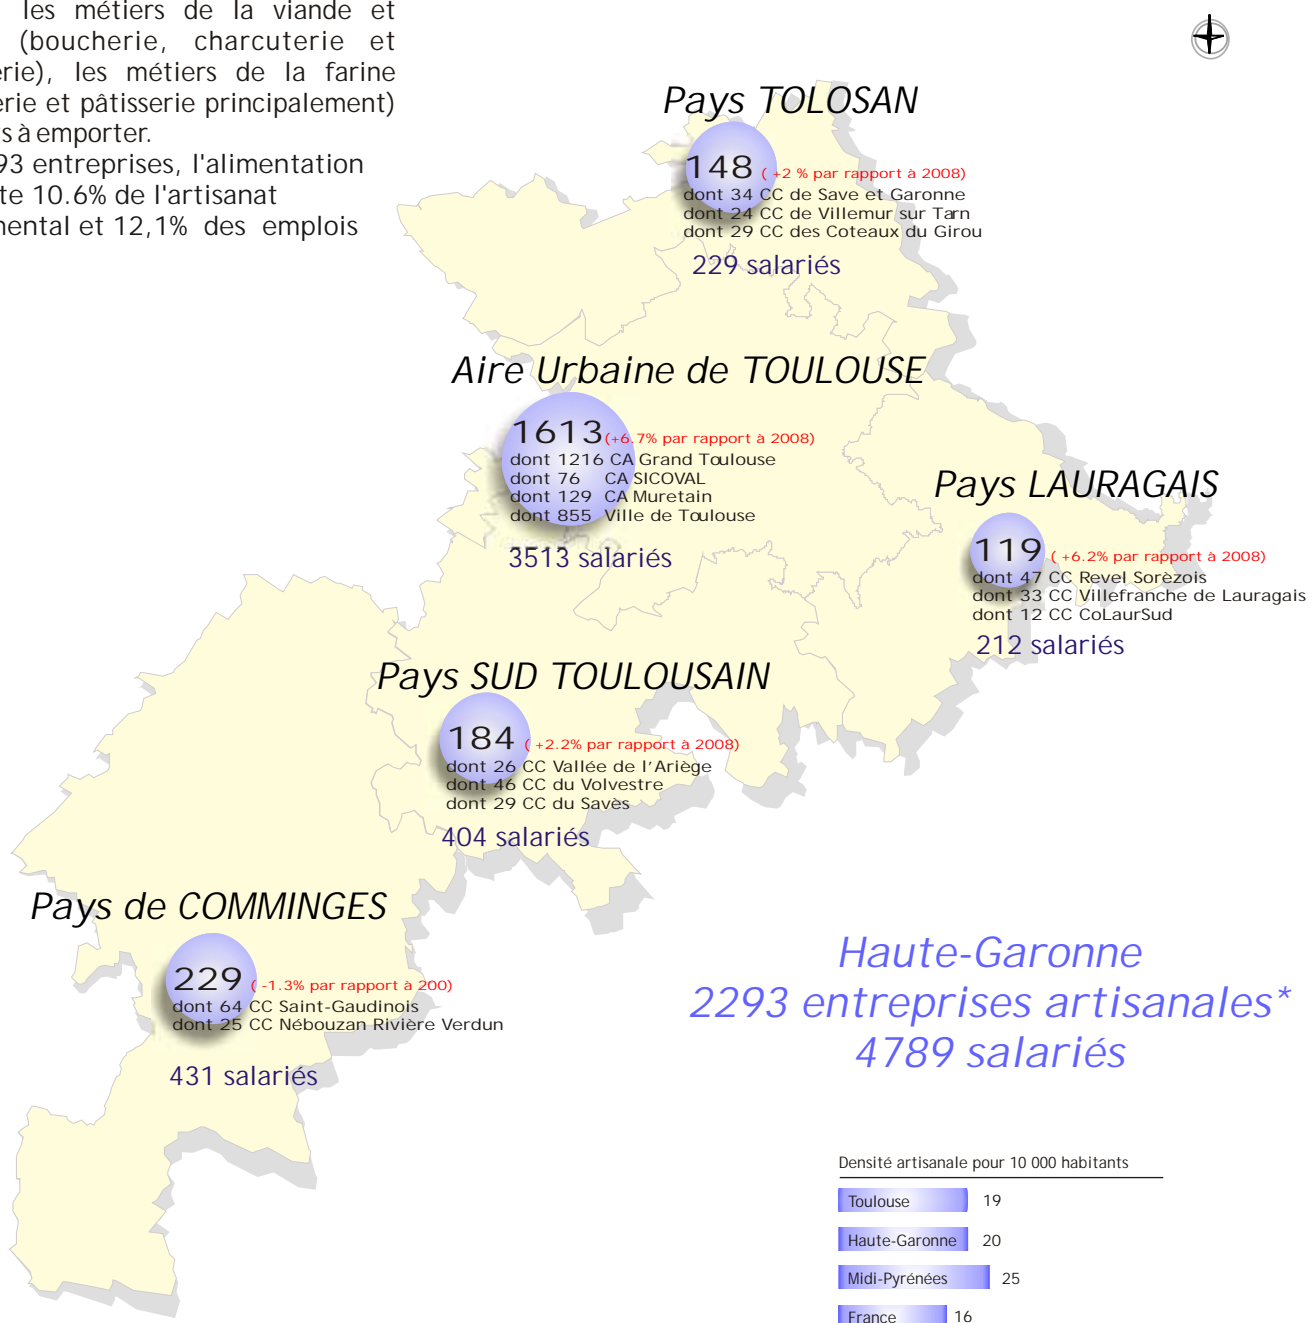 les métiers de la viande et
(boucherie, charcuterie et
erie), les métiers de la farine
erie et pâtisserie principalement)
ts à emporter.
93 entreprises, l'alimentation
te 10.6% de l'artisanat
mental et 12,1% des emplois
Pays TOLOSAN
148 ( +2 % par rapport à 2008)
dont 34 CC de Save et Garonne
dont 24 CC de Villemur sur Tarn
dont 29 CC des Coteaux du Girou
229 salariés
Aire Urbaine de TOULOUSE
1613 (+6.7% par rapport à 2008)
dont 1216 CA Grand Toulouse
dont 76 CA SICOVAL
dont 129 CA Muretain
dont 855 Ville de Toulouse
3513 salariés
Pays LAURAGAIS
119 ( +6.2% par rapport à 2008)
dont 47 CC Revel Sorèzois
dont 33 CC Villefranche de Lauragais
dont 12 CC CoLaurSud
212 salariés
Pays SUD TOULOUSAIN
184 ( +2.2% par rapport à 2008)
dont 26 CC Vallée de l'Ariège
dont 46 CC du Volvestre
dont 29 CC du Savès
404 salariés
Pays de COMMINGES
229 ( -1.3% par rapport à 200)
dont 64 CC Saint-Gaudinois
dont 25 CC Nébouzan Rivière Verdun
431 salariés
Haute-Garonne
2293 entreprises artisanales*
4789 salariés
Densité artisanale pour 10 000 habitants
Toulouse 19
Haute-Garonne 20
Midi-Pyrénées 25
France 16